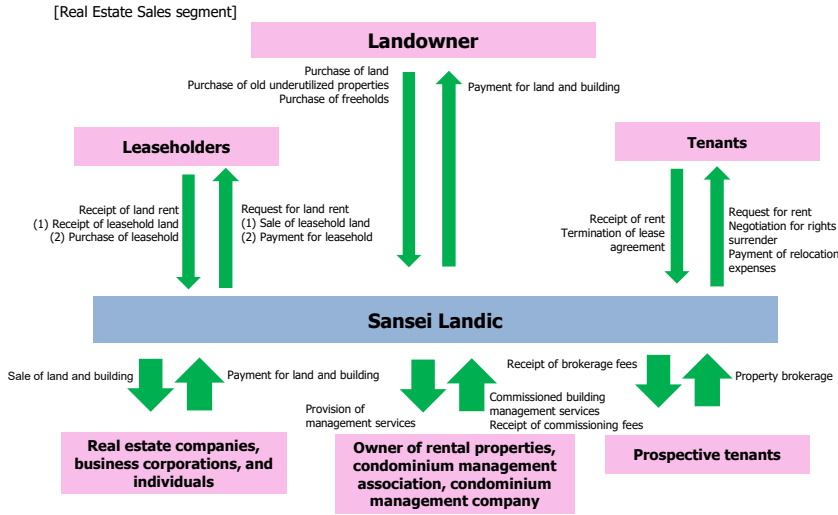 [Real Estate Sales segment]
Landowner
Purchase of land
Purchase of old underutilized properties
Purchase of freeholds
Payment for land and building
Leaseholders
Tenants
Receipt of land rent
(1) Receipt of leasehold land
(2) Purchase of leasehold
Request for land rent
(1) Sale of leasehold land
(2) Payment for leasehold
Receipt of rent
Termination of lease
agreement
Request for rent
Negotiation for rights
surrender
Payment of relocation
expenses
Sansei Landic
Sale of land and building
Payment for land and building
Provision of
management services
Commissioned building
management services
Receipt of commissioning fees
Receipt of brokerage fees
Property brokerage
Real estate companies,
business corporations, and
individuals
Owner of rental properties,
condominium management
association, condominium
management company
Prospective tenants